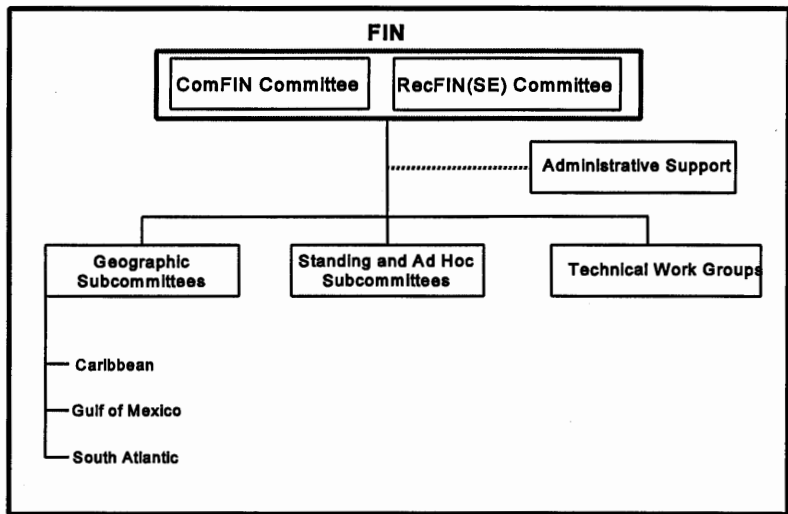 FIN
ComFIN Committee
RecFIN(SE) Committee
Administrative Support
Geographic
Subcommittees
Standing and Ad Hoc
Subcommittees
Technical Work Groups
Caribbean
Gulf of Mexico
South Atlantic